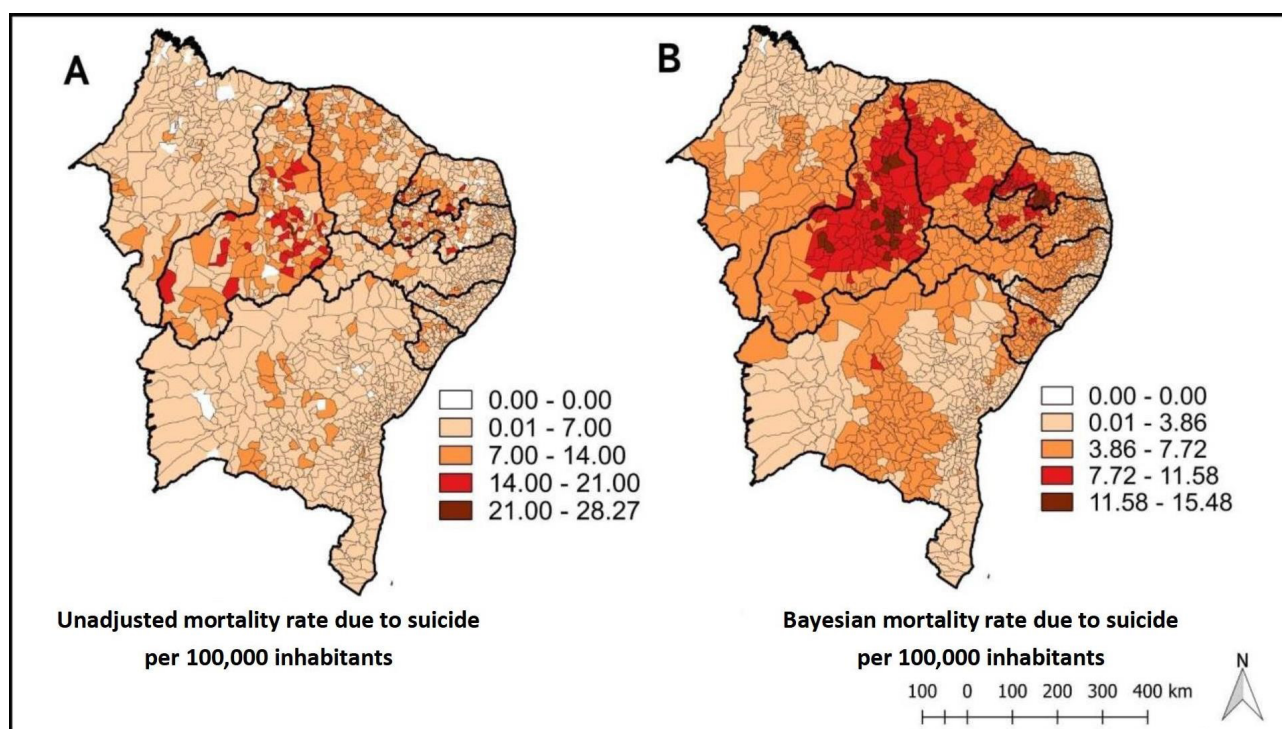 A
B
0.00 - 0.00
0.01 - 7.00
7.00 - 14.00
14.00 - 21.00
21.00 - 28.27
0.00 - 0.00
0.01 - 3.86
3.86 - 7.72
7.72 - 11.58
11.58 - 15.48
Unadjusted mortality rate due to suicide
per 100,000 inhabitants
Bayesian mortality rate due to suicide
per 100,000 inhabitants
N
100 0 100 200 300 400 km